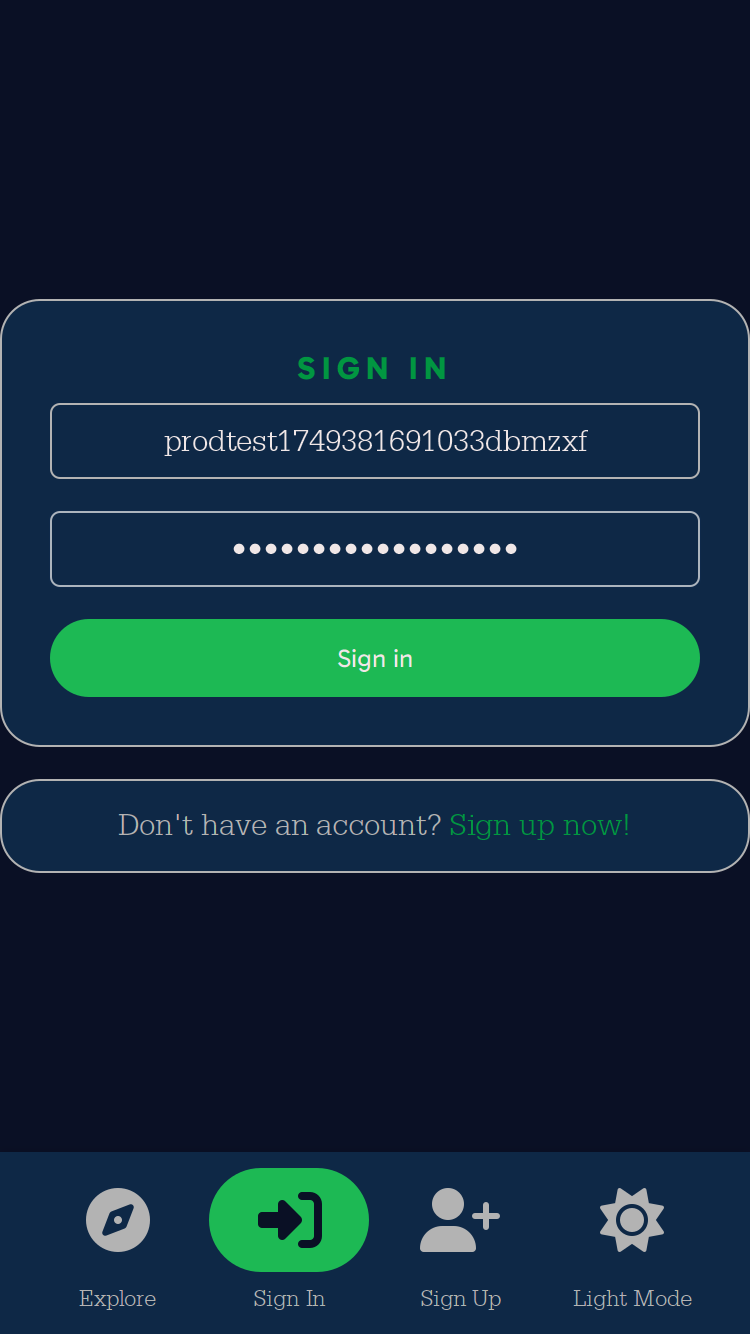 SIGN IN
prodtest1749381691033dbmzxf
••••••••••••••••••
Sign in
Don't have an account? Sign up now!
Explore
Sign In
Sign Up
Light Mode